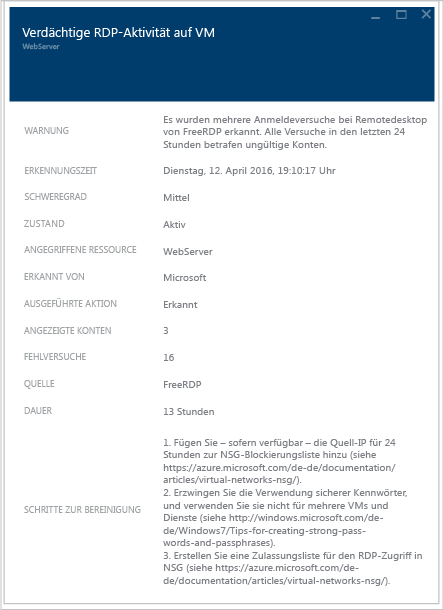 Verdächtige RDP-Aktivität auf VM
WebServer
WARNUNG
Es wurden mehrere Anmeldeversuche bei Remotedesktop
von FreeRDP erkannt. Alle Versuche in den letzten 24
Stunden betrafen ungültige Konten.
ERKENNUNGSZEIT
Dienstag, 12. April 2016, 19:10:17 Uhr
SCHWEREGRAD
Mittel
ZUSTAND
Aktiv
ANGEGRIFFENE RESSOURCE
WebServer
ERKANNT VON
Microsoft
AUSGEFÜHRTE AKTION
Erkannt
ANGEZEIGTE KONTEN
3
FEHLVERSUCHE
16
QUELLE
FreeRDP
DAUER
13 Stunden
SCHRITTE ZUR BEREINIGUNG
1. Fügen Sie – sofern verfügbar – die Quell-IP für 24
Stunden zur NSG-Blockierungsliste hinzu (siehe
https://azure.microsoft.com/de-de/documentation/
articles/virtual-networks-nsg/).
2. Erzwingen Sie die Verwendung sicherer Kennwörter,
und verwenden Sie sie nicht für mehrere VMs und
Dienste (siehe http://windows.microsoft.com/de-
de/Windows7/Tips-for-creating-strong-pass-
words-and-passphrases).
3. Erstellen Sie eine Zulassungsliste für den RDP-Zugriff in
NSG (siehe https://azure.microsoft.com/de-
de/documentation/articles/virtual-networks-nsg/).